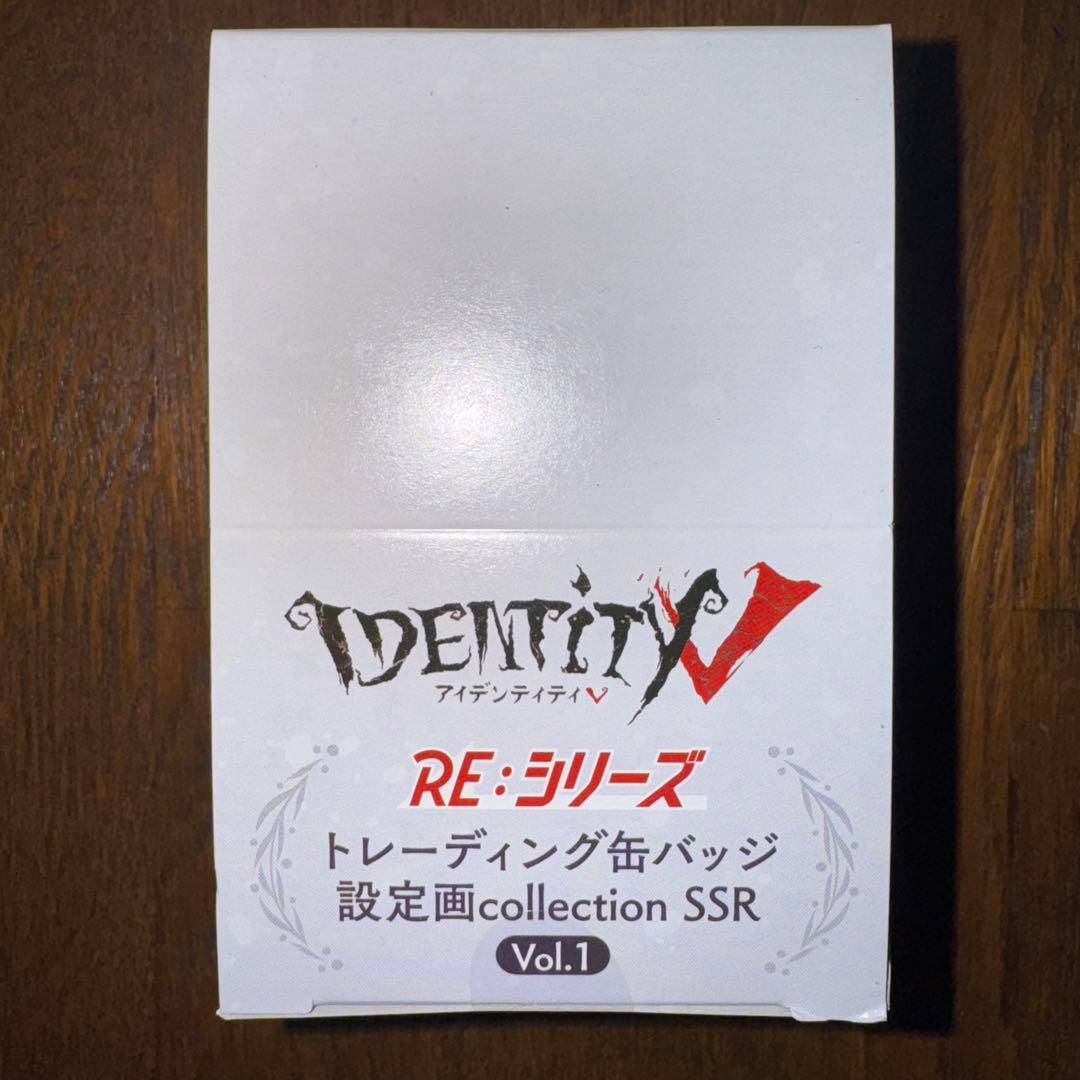 IDENTITY V
アイデンティティV
RE:シリーズ
トレーディング缶バッジ
設定画collection SSR
Vol.1